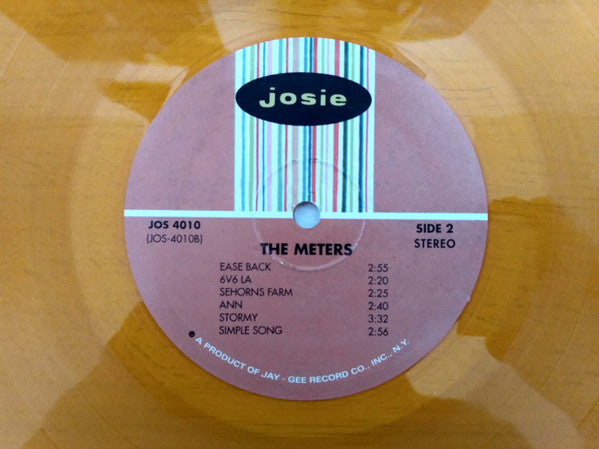 josie
JOS 4010
(JOS-4010B)
SIDE 2
STEREO
THE METERS
EASE BACK 2:55
6V6 LA 2:20
SEHORNS FARM 2:25
ANN 2:40
STORMY 3:32
SIMPLE SONG 2:56
A PRODUCT OF JAY - GEE RECORD CO., INC., N.Y.